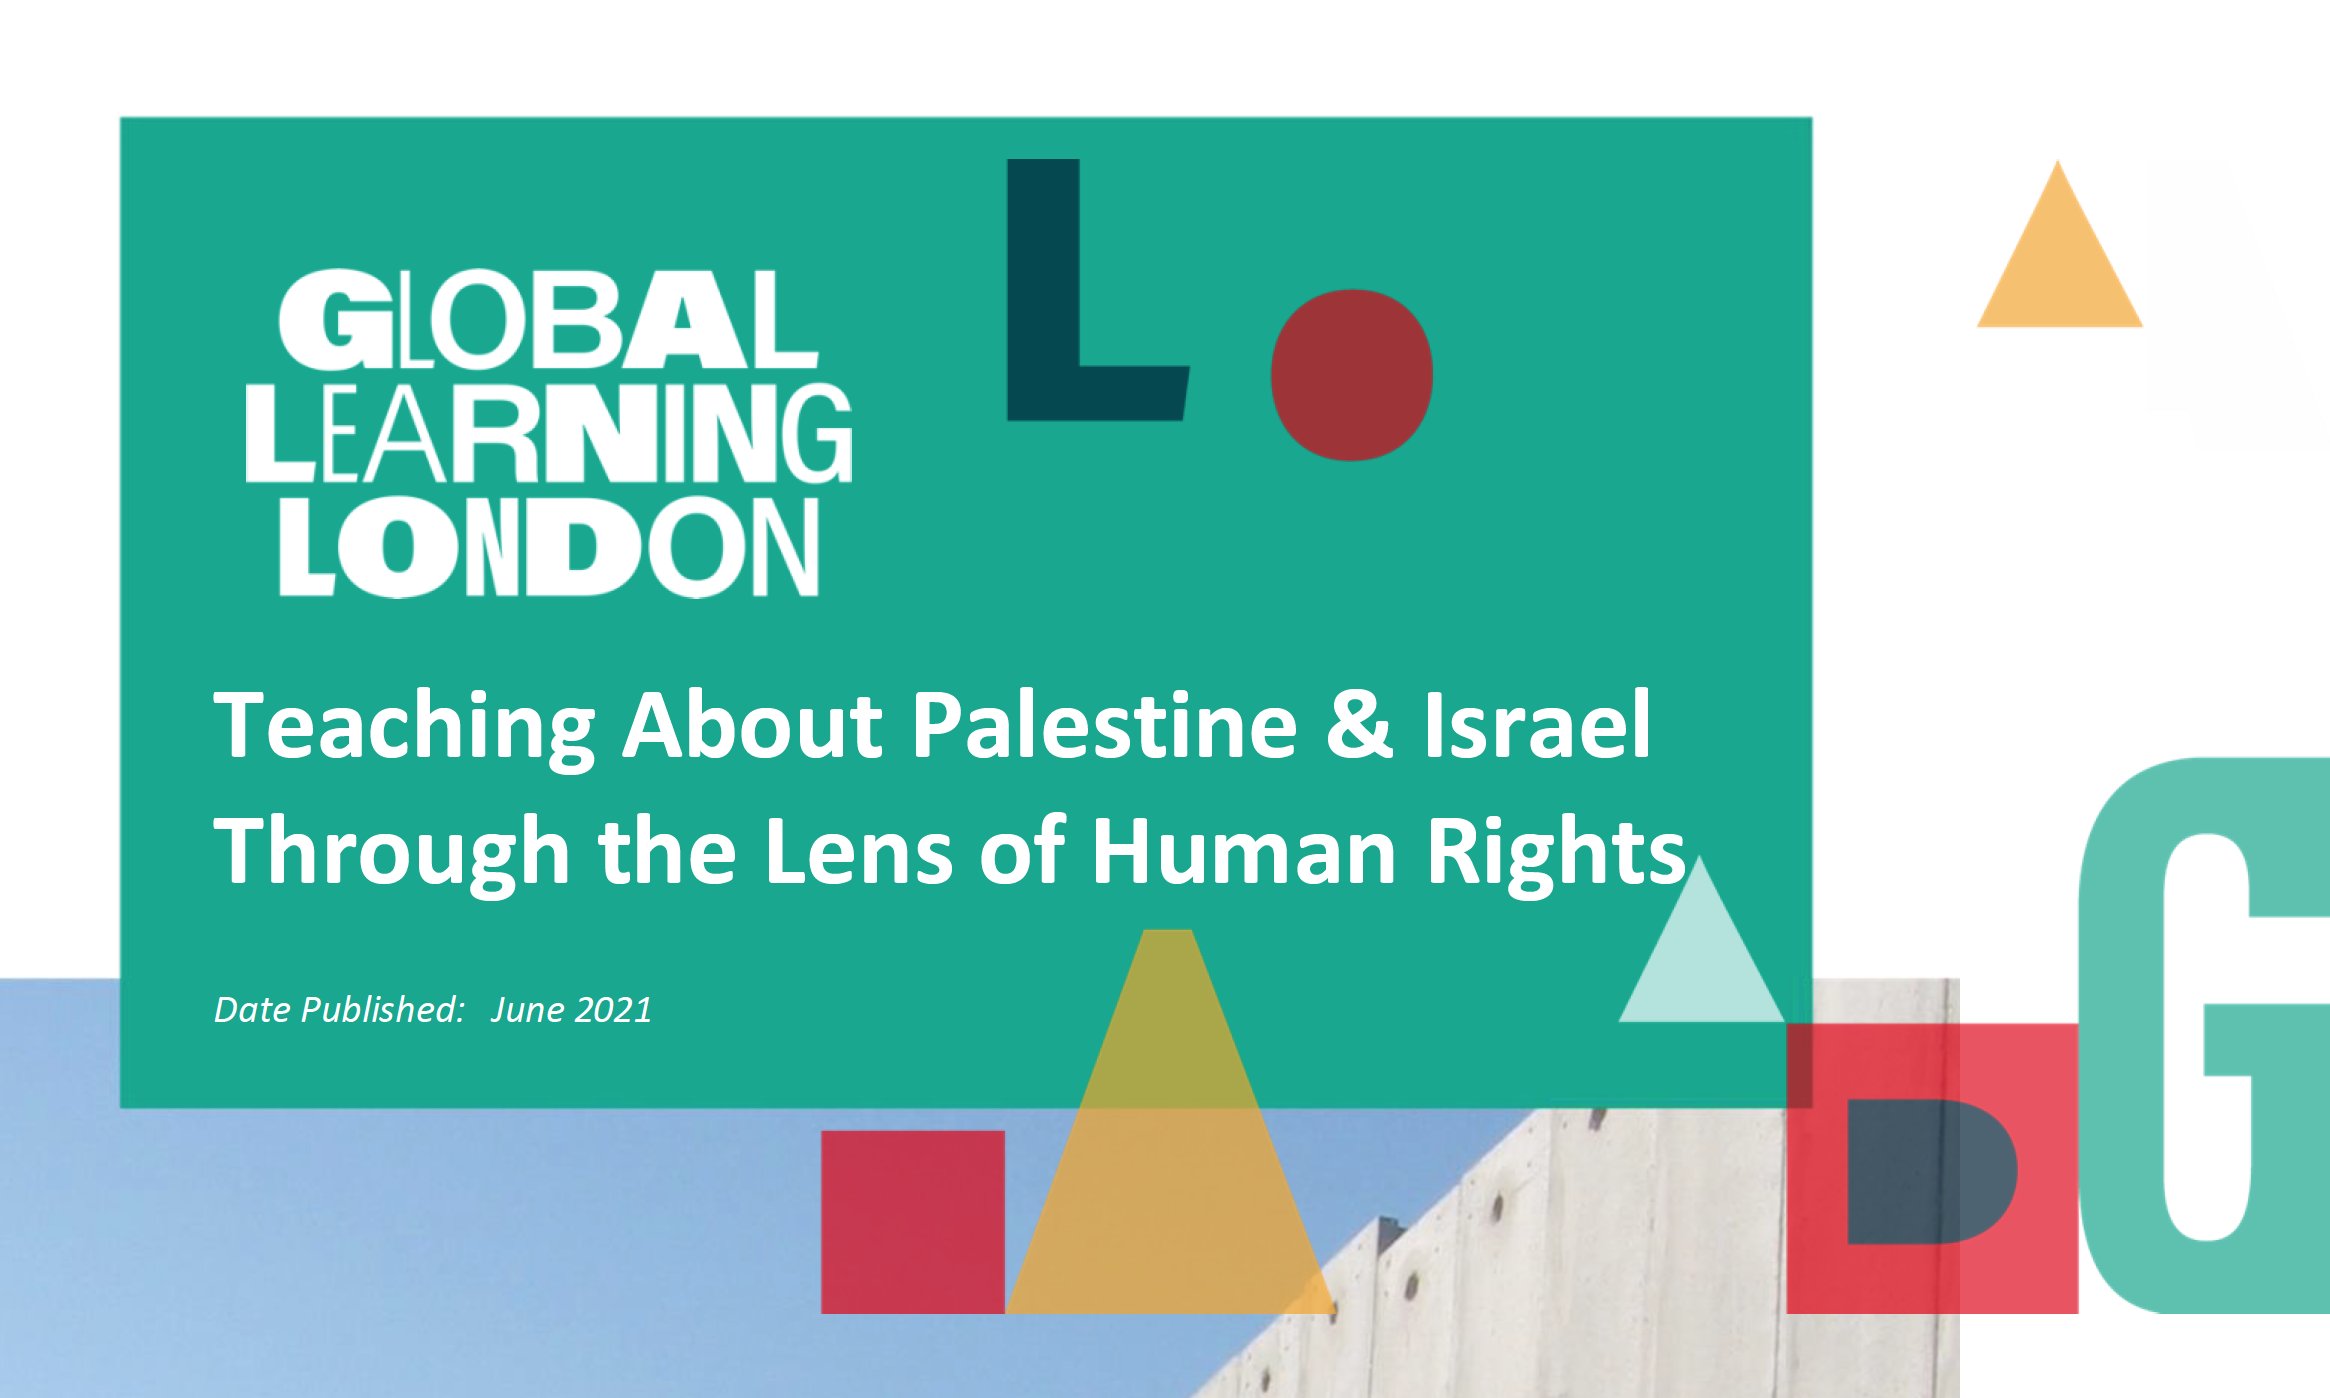 GLOBAL
LEARNING
LONDON
L
O
Teaching About Palestine & Israel
Through the Lens of Human Rights
Date Published: June 2021
D
G